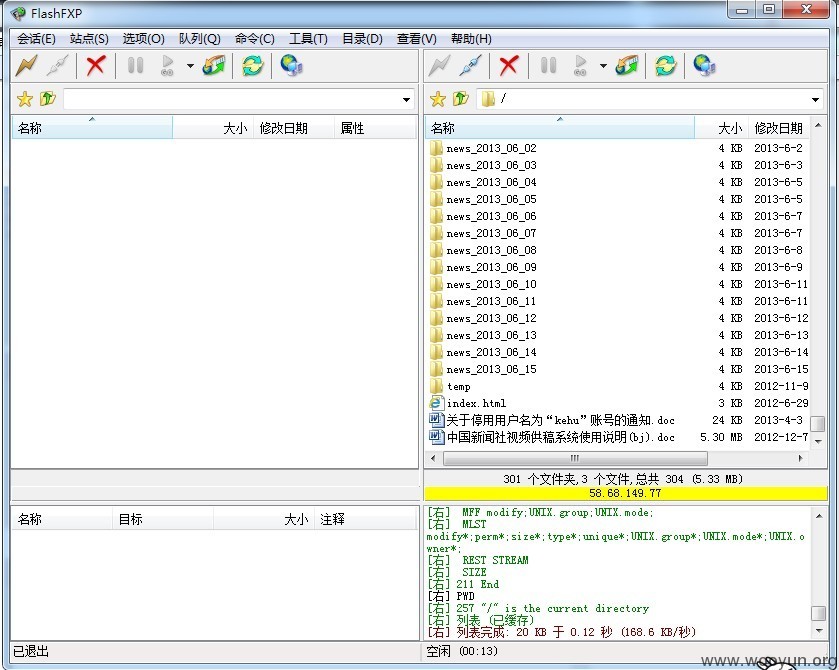 FlashFXP
会话(E) 站点(S) 选项(O) 队列(Q) 命令(C) 工具(T) 目录(D) 查看(V) 帮助(H)
/
名称 大小 修改日期 属性
名称 大小 修改日期
news_2013_06_02 4 KB 2013-6-2
news_2013_06_03 4 KB 2013-6-3
news_2013_06_04 4 KB 2013-6-5
news_2013_06_05 4 KB 2013-6-5
news_2013_06_06 4 KB 2013-6-7
news_2013_06_07 4 KB 2013-6-7
news_2013_06_08 4 KB 2013-6-8
news_2013_06_09 4 KB 2013-6-9
news_2013_06_10 4 KB 2013-6-11
news_2013_06_11 4 KB 2013-6-11
news_2013_06_12 4 KB 2013-6-12
news_2013_06_13 4 KB 2013-6-13
news_2013_06_14 4 KB 2013-6-14
news_2013_06_15 4 KB 2013-6-15
temp 4 KB 2012-11-9
index.html 3 KB 2012-6-29
关于停用用户名为“kehu”账号的通知.doc 24 KB 2013-4-3
中国新闻社视频供稿系统使用说明(bj).doc 5.30 MB 2012-12-7
301 个文件夹,3 个文件,总共 304 (5.33 MB)
58.68.149.77
名称 目标 大小 注释
[右] MFF modify;UNIX.group;UNIX.mode;
[右] MLST
modify*;perm*;size*;type*;unique*;UNIX.group*;UNIX.mode*;UNIX.o
wner*;
[右] REST STREAM
[右] SIZE
[右] 211 End
[右] PWD
[右] 257 "/" is the current directory
[右] 列表 (已缓存)
[右] 列表完成: 20 KB 于 0.12 秒 (168.6 KB/秒)
已退出
空闲 (00:13)
www.wooyun.org